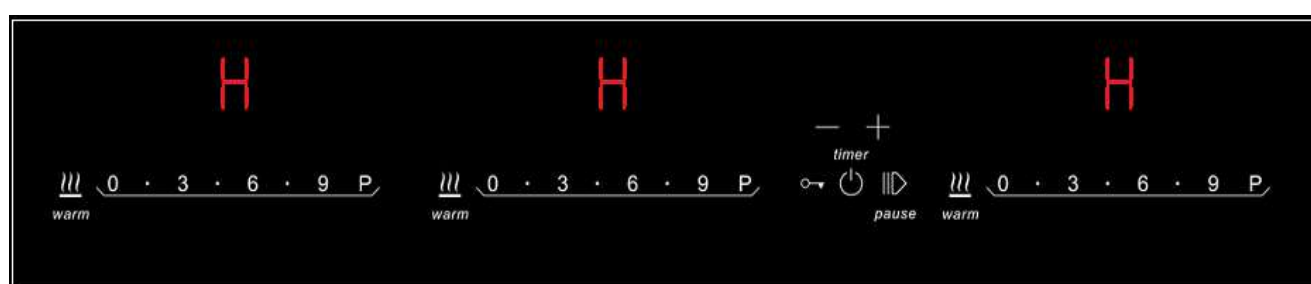 H H H
timer
0 · 3 · 6 · 9 P 0 · 3 · 6 · 9 P 0 · 3 · 6 · 9 P
warm warm pause warm